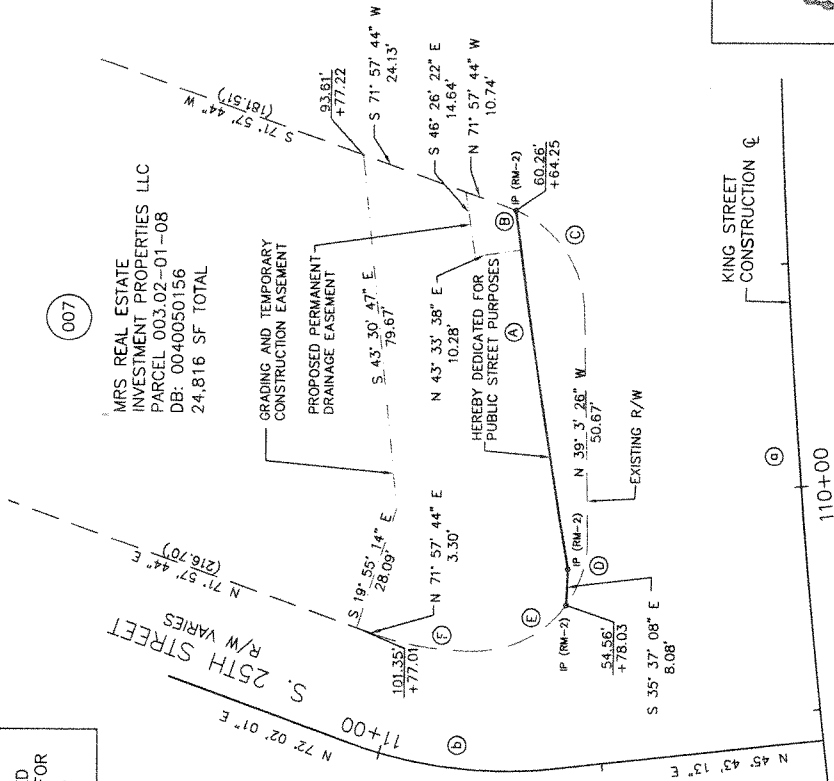 007
MRS REAL ESTATE
INVESTMENT PROPERTIES LLC
PARCEL 003.02-01-08
DB: 0040050156
24,816 SF TOTAL
S 71° 57' 44" W
(181.51')
93.61'
+77.22
S 71° 57' 44" W
24.13'
S 46° 26' 22" E
14.64'
N 71° 57' 44" W
10.74'
GRADING AND TEMPORARY
CONSTRUCTION EASEMENT
PROPOSED PERMANENT
DRAINAGE EASEMENT
S 43° 30' 47" E
79.67'
N 43° 33' 38" E
10.28'
B
IP (RM-2)
60.26'
+64.25
C
HEREBY DEDICATED FOR
PUBLIC STREET PURPOSES
A
N 39° 3' 26" W
50.67'
EXISTING R/W
KING STREET
CONSTRUCTION ℄
a
110+00
N 71° 57' 44" E
(216.70')
S 19° 55' 14" E
28.09'
N 71° 57' 44" E
3.30'
S. 25TH STREET
R/W VARIES
101.35'
+77.01
F
E
IP (RM-2)
D
IP (RM-2)
54.56'
+78.03
S 35° 37' 08" E
8.08'
N 72° 02' 01" E
11+00
b
N 45° 43' 13" E
ED
FOR